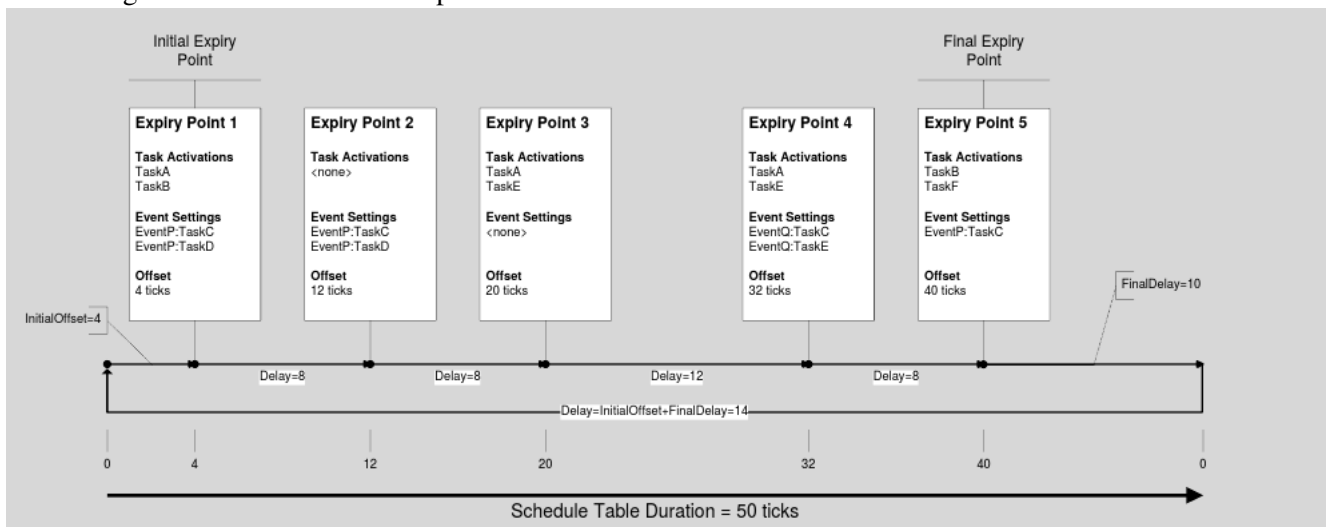 Initial Expiry
Point
Final Expiry
Point
Expiry Point 1
Task Activations
TaskA
TaskB
Event Settings
EventP:TaskC
EventP:TaskD
Offset
4 ticks
Expiry Point 2
Task Activations
<none>
Event Settings
EventP:TaskC
EventP:TaskD
Offset
12 ticks
Expiry Point 3
Task Activations
TaskA
TaskE
Event Settings
<none>
Offset
20 ticks
Expiry Point 4
Task Activations
TaskA
TaskE
Event Settings
EventQ:TaskC
EventQ:TaskE
Offset
32 ticks
Expiry Point 5
Task Activations
TaskB
TaskF
Event Settings
EventP:TaskC
Offset
40 ticks
InitialOffset=4
FinalDelay=10
Delay=8
Delay=8
Delay=12
Delay=8
Delay=InitialOffset+FinalDelay=14
0 4 12 20 32 40 0
Schedule Table Duration = 50 ticks